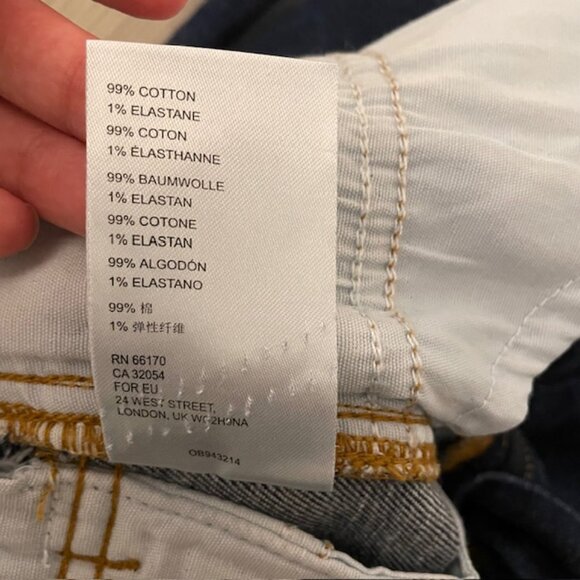 99% COTTON
1% ELASTANE
99% COTON
1% ÉLASTHANNE
99% BAUMWOLLE
1% ELASTAN
99% COTONE
1% ELASTAN
99% ALGODÓN
1% ELASTANO
99% 棉
1% 弹性纤维
RN 66170
CA 32054
FOR EU
24 WEST STREET,
LONDON, UK WC2H9NA
OB943214